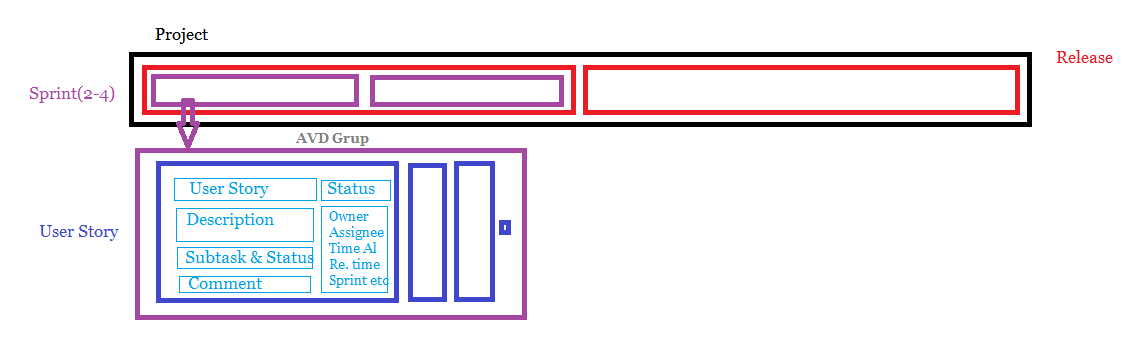 Project
Release
Sprint(2-4)
AVD Grup
User Story
User Story
Status
Description
Owner
Assignee
Time Al
Re. time
Sprint etc
Subtask & Status
Comment